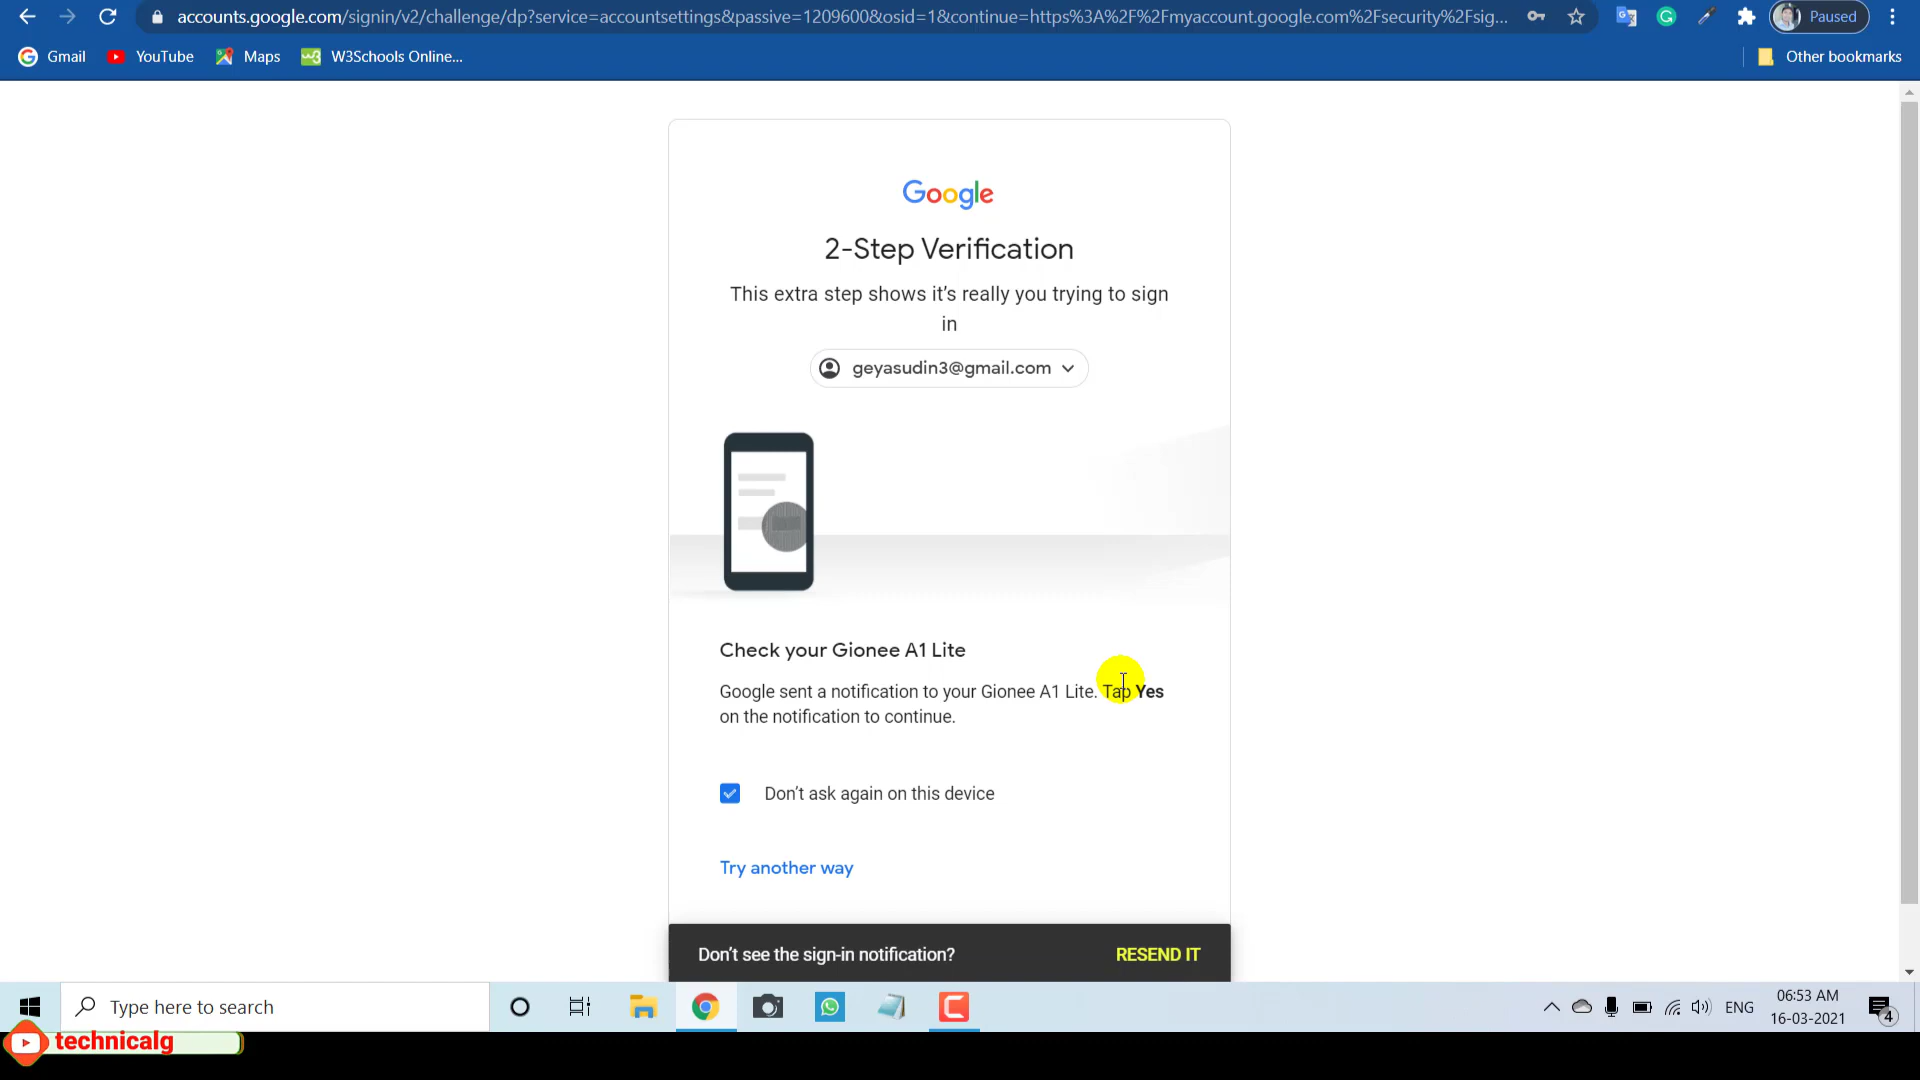 accounts.google.com/signin/v2/challenge/dp?service=accountsettings&passive=1209600&osid=1&continue=https%3A%2F%2Fmyaccount.google.com%2Fsecurity%2Fsig...
Paused
Gmail
YouTube
Maps
W3Schools Online...
Other bookmarks
Google
2-Step Verification
This extra step shows it's really you trying to sign
in
geyasudin3@gmail.com
Check your Gionee A1 Lite
Google sent a notification to your Gionee A1 Lite. Tap Yes
on the notification to continue.
Don't ask again on this device
Try another way
Don't see the sign-in notification?
RESEND IT
Type here to search
ENG
06:53 AM
16-03-2021
4
technicalg